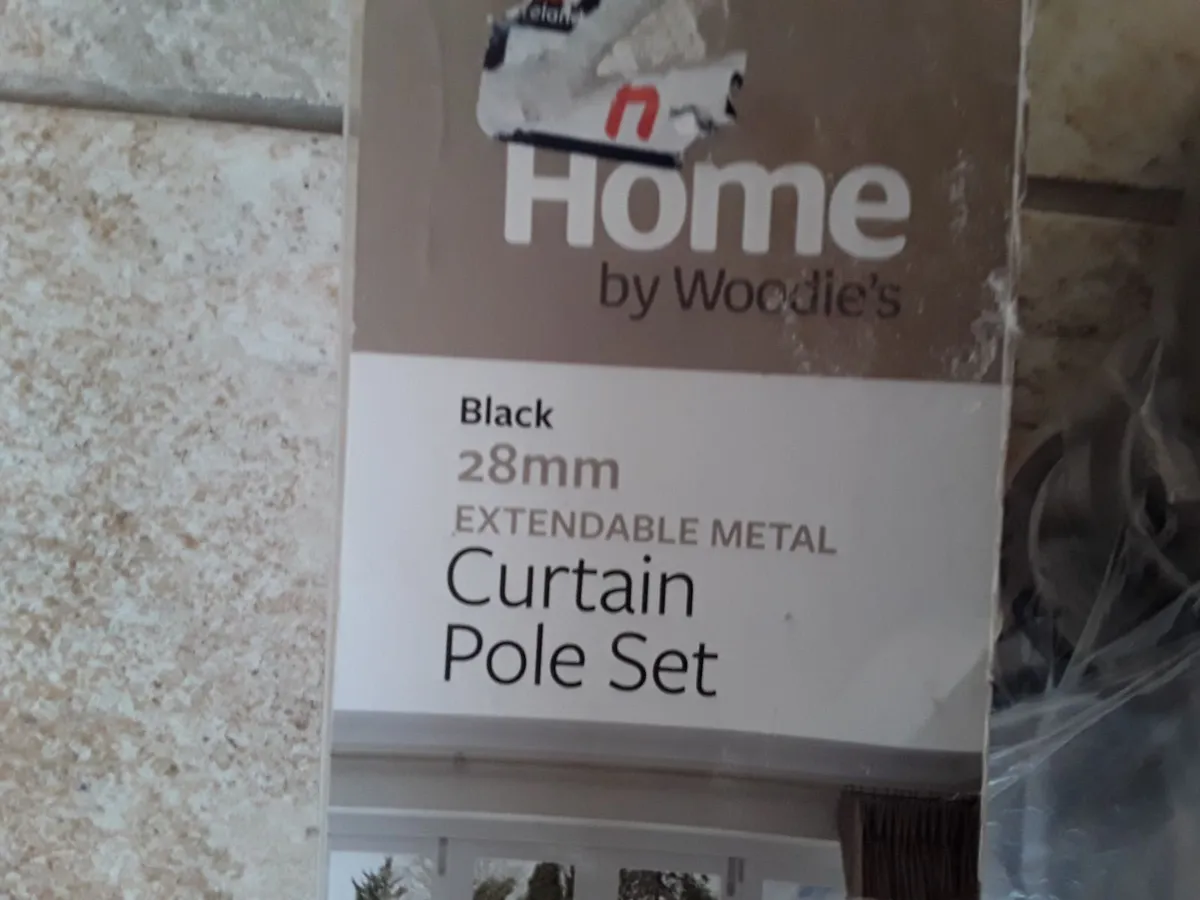 n
Home
by Woodie's
Black
28mm
EXTENDABLE METAL
Curtain
Pole Set